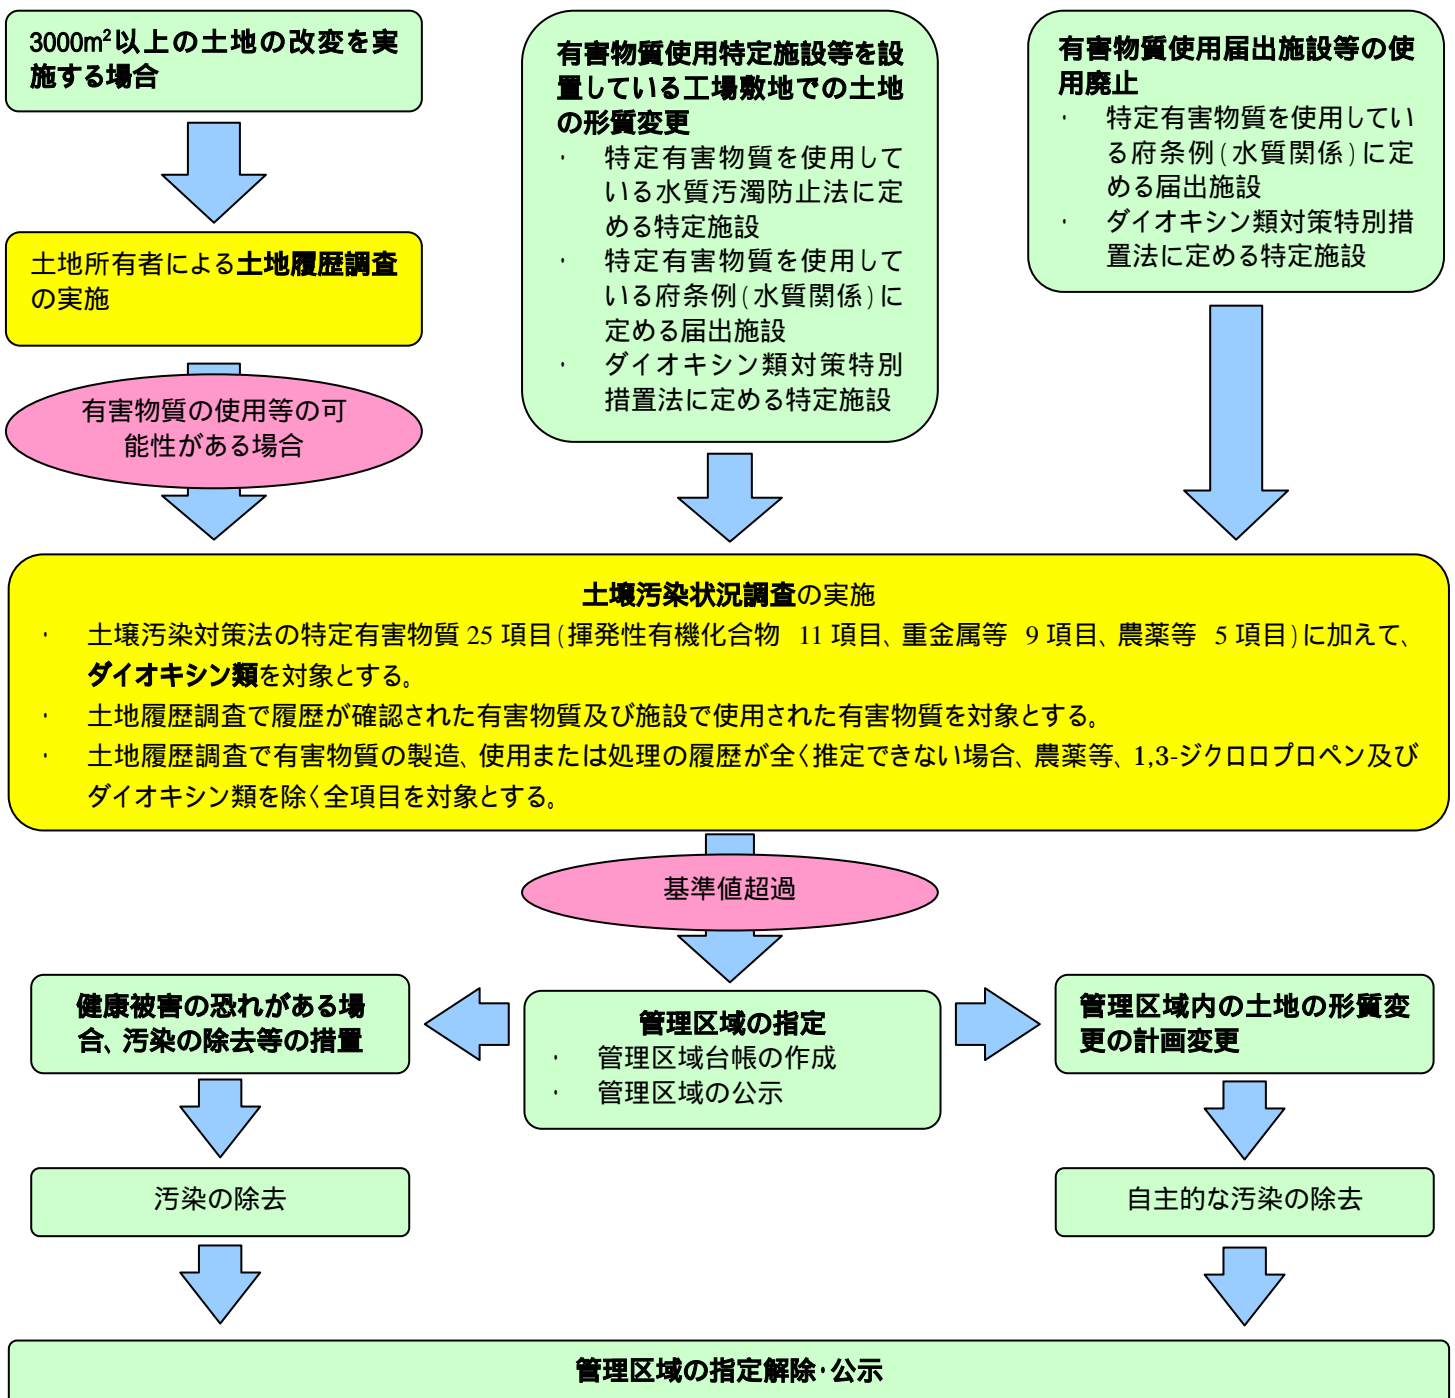 3000m²以上の土地の改変を実
施する場合
有害物質使用特定施設等を設
置している工場敷地での土地
の形質変更
· 特定有害物質を使用して
いる水質汚濁防止法に定
める特定施設
· 特定有害物質を使用して
いる府条例(水質関係)に
定める届出施設
· ダイオキシン類対策特別
措置法に定める特定施設
有害物質使用届出施設等の使
用廃止
· 特定有害物質を使用してい
る府条例(水質関係)に定
める届出施設
· ダイオキシン類対策特別措
置法に定める特定施設
土地所有者による土地履歴調査
の実施
有害物質の使用等の可
能性がある場合
土壌汚染状況調査の実施
· 土壌汚染対策法の特定有害物質 25 項目(揮発性有機化合物 11 項目、重金属等 9 項目、農薬等 5 項目)に加えて、
ダイオキシン類を対象とする。
· 土地履歴調査で履歴が確認された有害物質及び施設で使用された有害物質を対象とする。
· 土地履歴調査で有害物質の製造、使用または処理の履歴が全く推定できない場合、農薬等、1,3-ジクロロプロペン及び
ダイオキシン類を除く全項目を対象とする。
基準値超過
健康被害の恐れがある場
合、汚染の除去等の措置
管理区域の指定
· 管理区域台帳の作成
· 管理区域の公示
管理区域内の土地の形質変
更の計画変更
汚染の除去
自主的な汚染の除去
管理区域の指定解除·公示